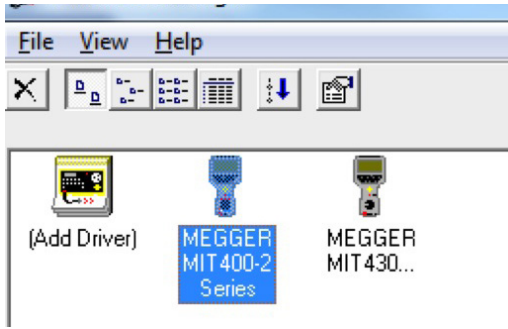 File View Help
(Add Driver) MEGGER MEGGER
MIT400-2 MIT430...
Series